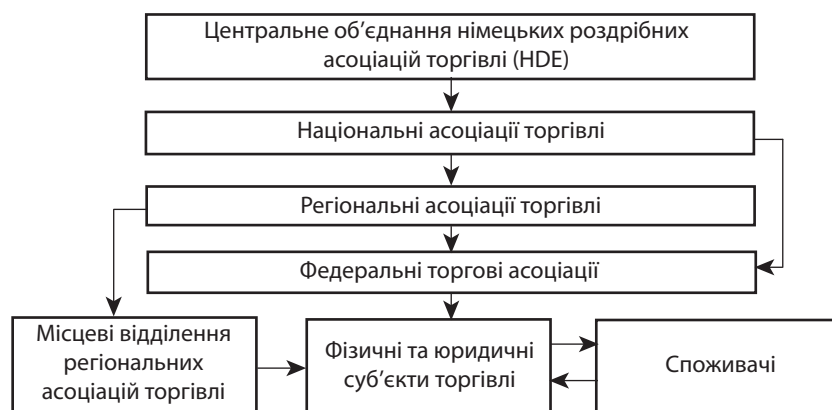 Центральне об’єднання німецьких роздрібних
асоціацій торгівлі (HDE)
Національні асоціації торгівлі
Регіональні асоціації торгівлі
Федеральні торгові асоціації
Місцеві відділення
регіональних
асоціацій торгівлі
Фізичні та юридичні
суб’єкти торгівлі
Споживачі